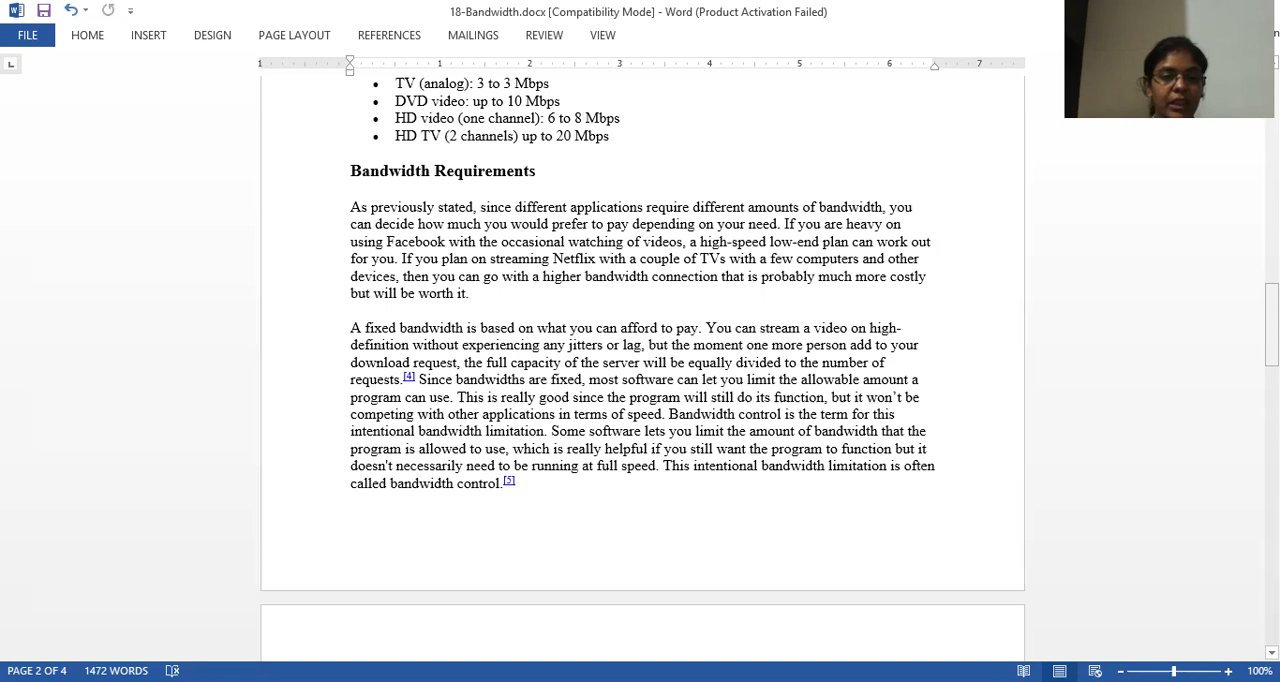 18-Bandwidth.docx [Compatibility Mode] - Word (Product Activation Failed)
FILE HOME INSERT DESIGN PAGE LAYOUT REFERENCES MAILINGS REVIEW VIEW
1 1 2 3 4 5 6 7
• TV (analog): 3 to 3 Mbps
• DVD video: up to 10 Mbps
• HD video (one channel): 6 to 8 Mbps
• HD TV (2 channels) up to 20 Mbps
Bandwidth Requirements
As previously stated, since different applications require different amounts of bandwidth, you
can decide how much you would prefer to pay depending on your need. If you are heavy on
using Facebook with the occasional watching of videos, a high-speed low-end plan can work out
for you. If you plan on streaming Netflix with a couple of TVs with a few computers and other
devices, then you can go with a higher bandwidth connection that is probably much more costly
but will be worth it.
A fixed bandwidth is based on what you can afford to pay. You can stream a video on high-
definition without experiencing any jitters or lag, but the moment one more person add to your
download request, the full capacity of the server will be equally divided to the number of
requests.[4] Since bandwidths are fixed, most software can let you limit the allowable amount a
program can use. This is really good since the program will still do its function, but it won't be
competing with other applications in terms of speed. Bandwidth control is the term for this
intentional bandwidth limitation. Some software lets you limit the amount of bandwidth that the
program is allowed to use, which is really helpful if you still want the program to function but it
doesn't necessarily need to be running at full speed. This intentional bandwidth limitation is often
called bandwidth control.[5]
PAGE 2 OF 4 1472 WORDS 100%